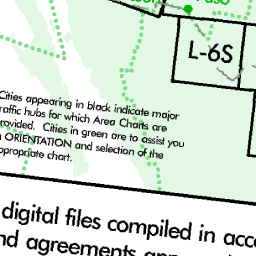 Paso
L-6S
Cities appearing in black indicate major
traffic hubs for which Area Charts are
provided. Cities in green are to assist you
in ORIENTATION and selection of the
appropriate chart.
digital files compiled in acc
nd agreements